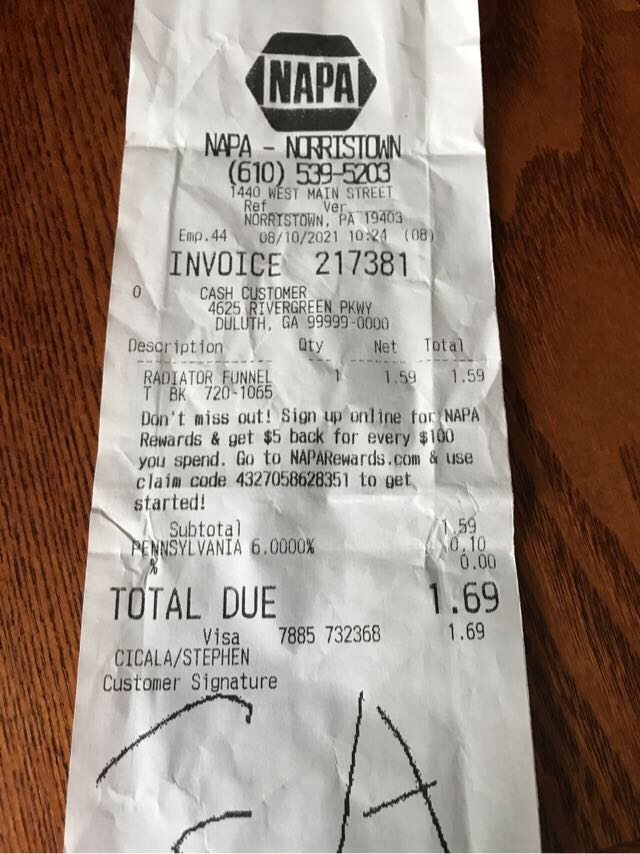 NAPA
NAPA - NORRISTOWN
(610) 539-5203
1440 WEST MAIN STREET
Ref Ver
NORRISTOWN, PA 19403
Emp.44 08/10/2021 10:24 (08)
INVOICE 217381
0 CASH CUSTOMER
4625 RIVERGREEN PKWY
DULUTH, GA 99999-0000
Description Qty Net Total
RADIATOR FUNNEL 1 1.59 1.59
T BK 720-1065
Don't miss out! Sign up online for NAPA
Rewards & get $5 back for every $100
you spend. Go to NAPARewards.com & use
claim code 4327058628351 to get
started!
Subtotal 1.59
PENNSYLVANIA 6.0000% 0.10
% 0.00
TOTAL DUE 1.69
Visa 7885 732368 1.69
CICALA/STEPHEN
Customer Signature